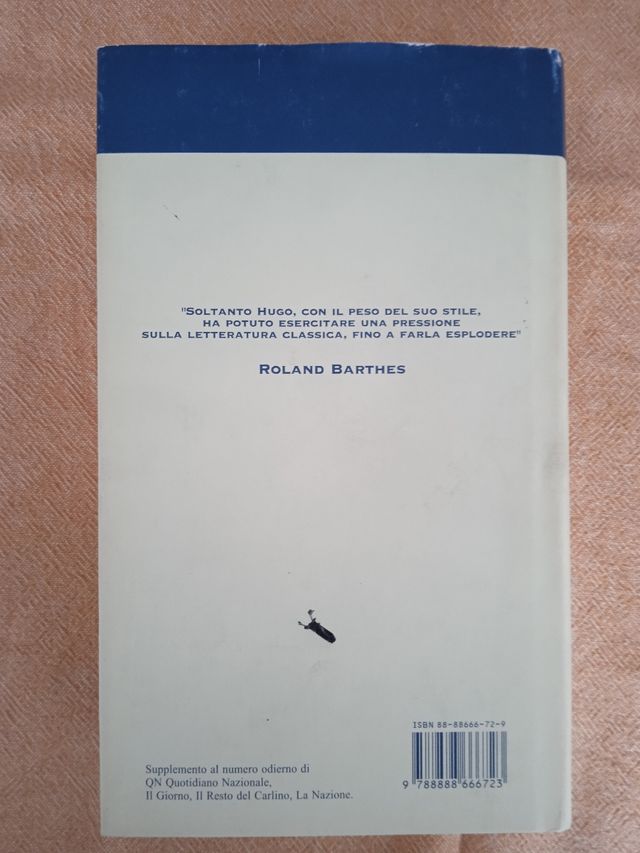 "Soltanto Hugo, con il peso del suo stile,
ha potuto esercitare una pressione
sulla letteratura classica, fino a farla esplodere"
Roland Barthes
ISBN 88-88666-72-9
9 788888 666723
Supplemento al numero odierno di
QN Quotidiano Nazionale,
Il Giorno, Il Resto del Carlino, La Nazione.